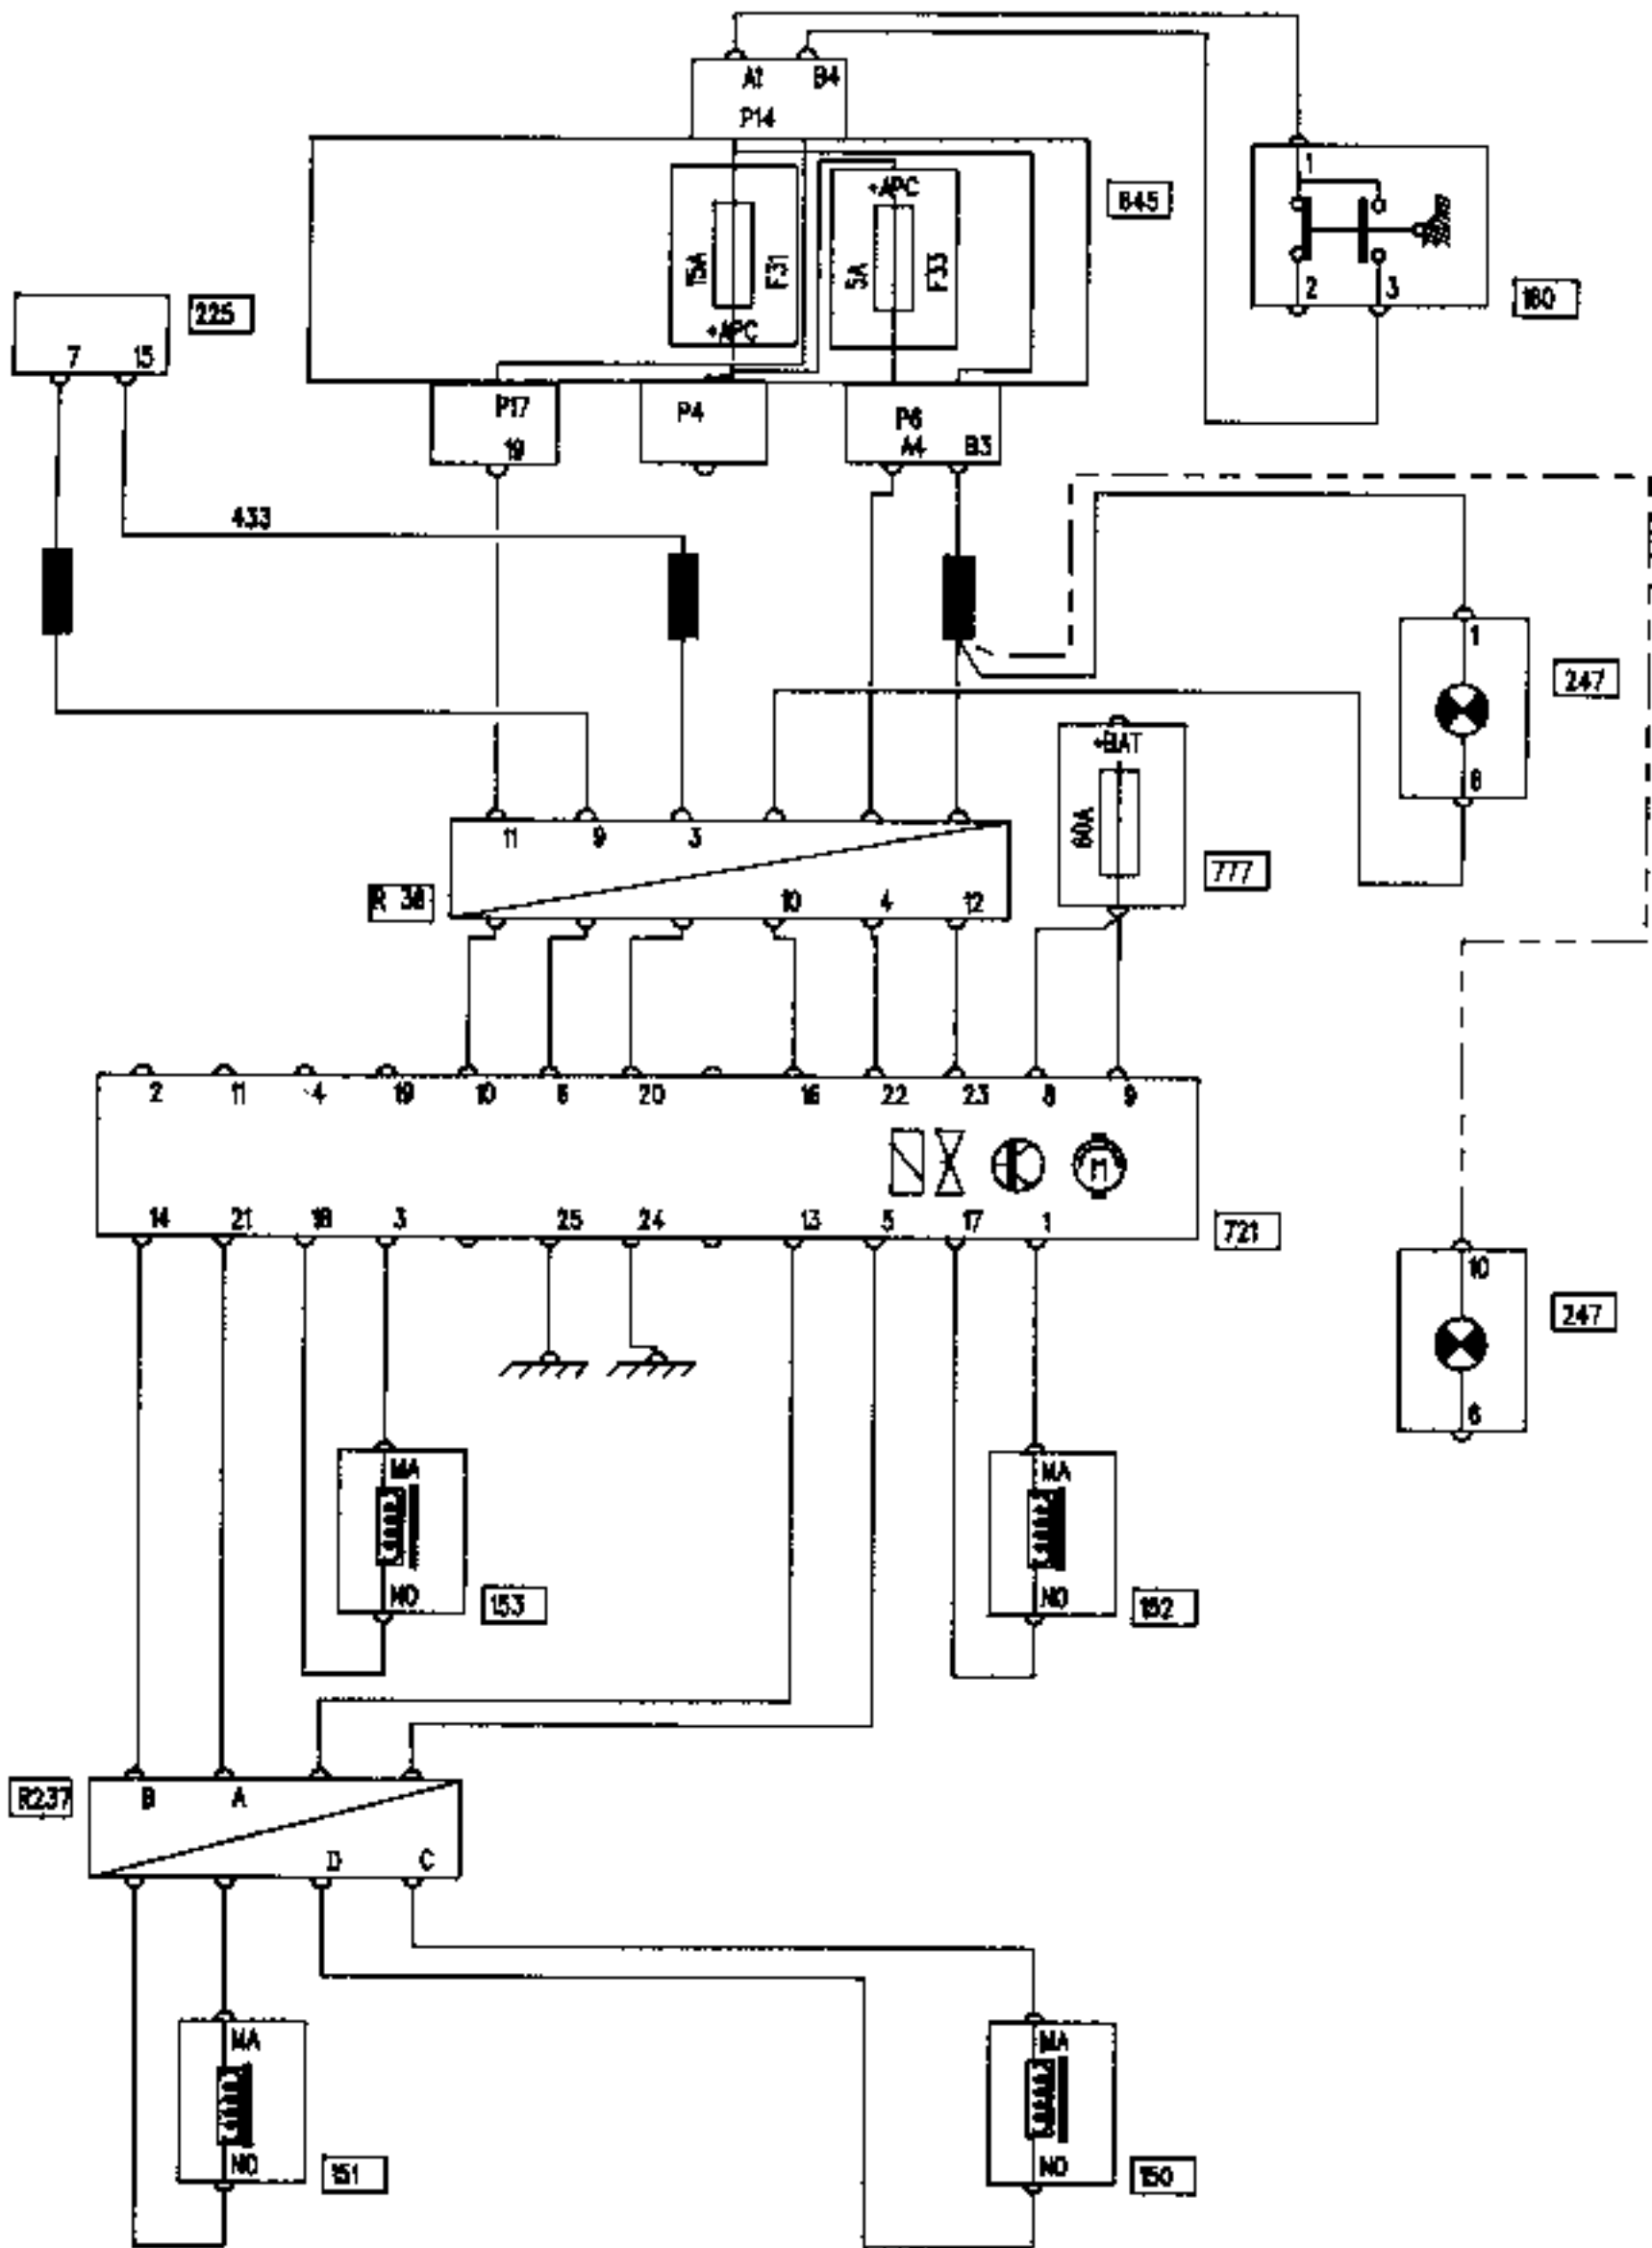 A1 B4
P14
+APC
645
1
15A F31 5A F33
2 3
160
225
+APC
7 15
P17 P4 P6
19 A4 B3
433
1
247
+BAT
8
60A
11 9 3
777
R 36
10 4 12
2 11 4 19 10 6 20 16 22 23 8 9
M
14 21 18 3 25 24 13 5 17 1
721
10
247
6
MA MA
NO NO
153 152
R237
B A
D C
MA MA
NO NO
151 150